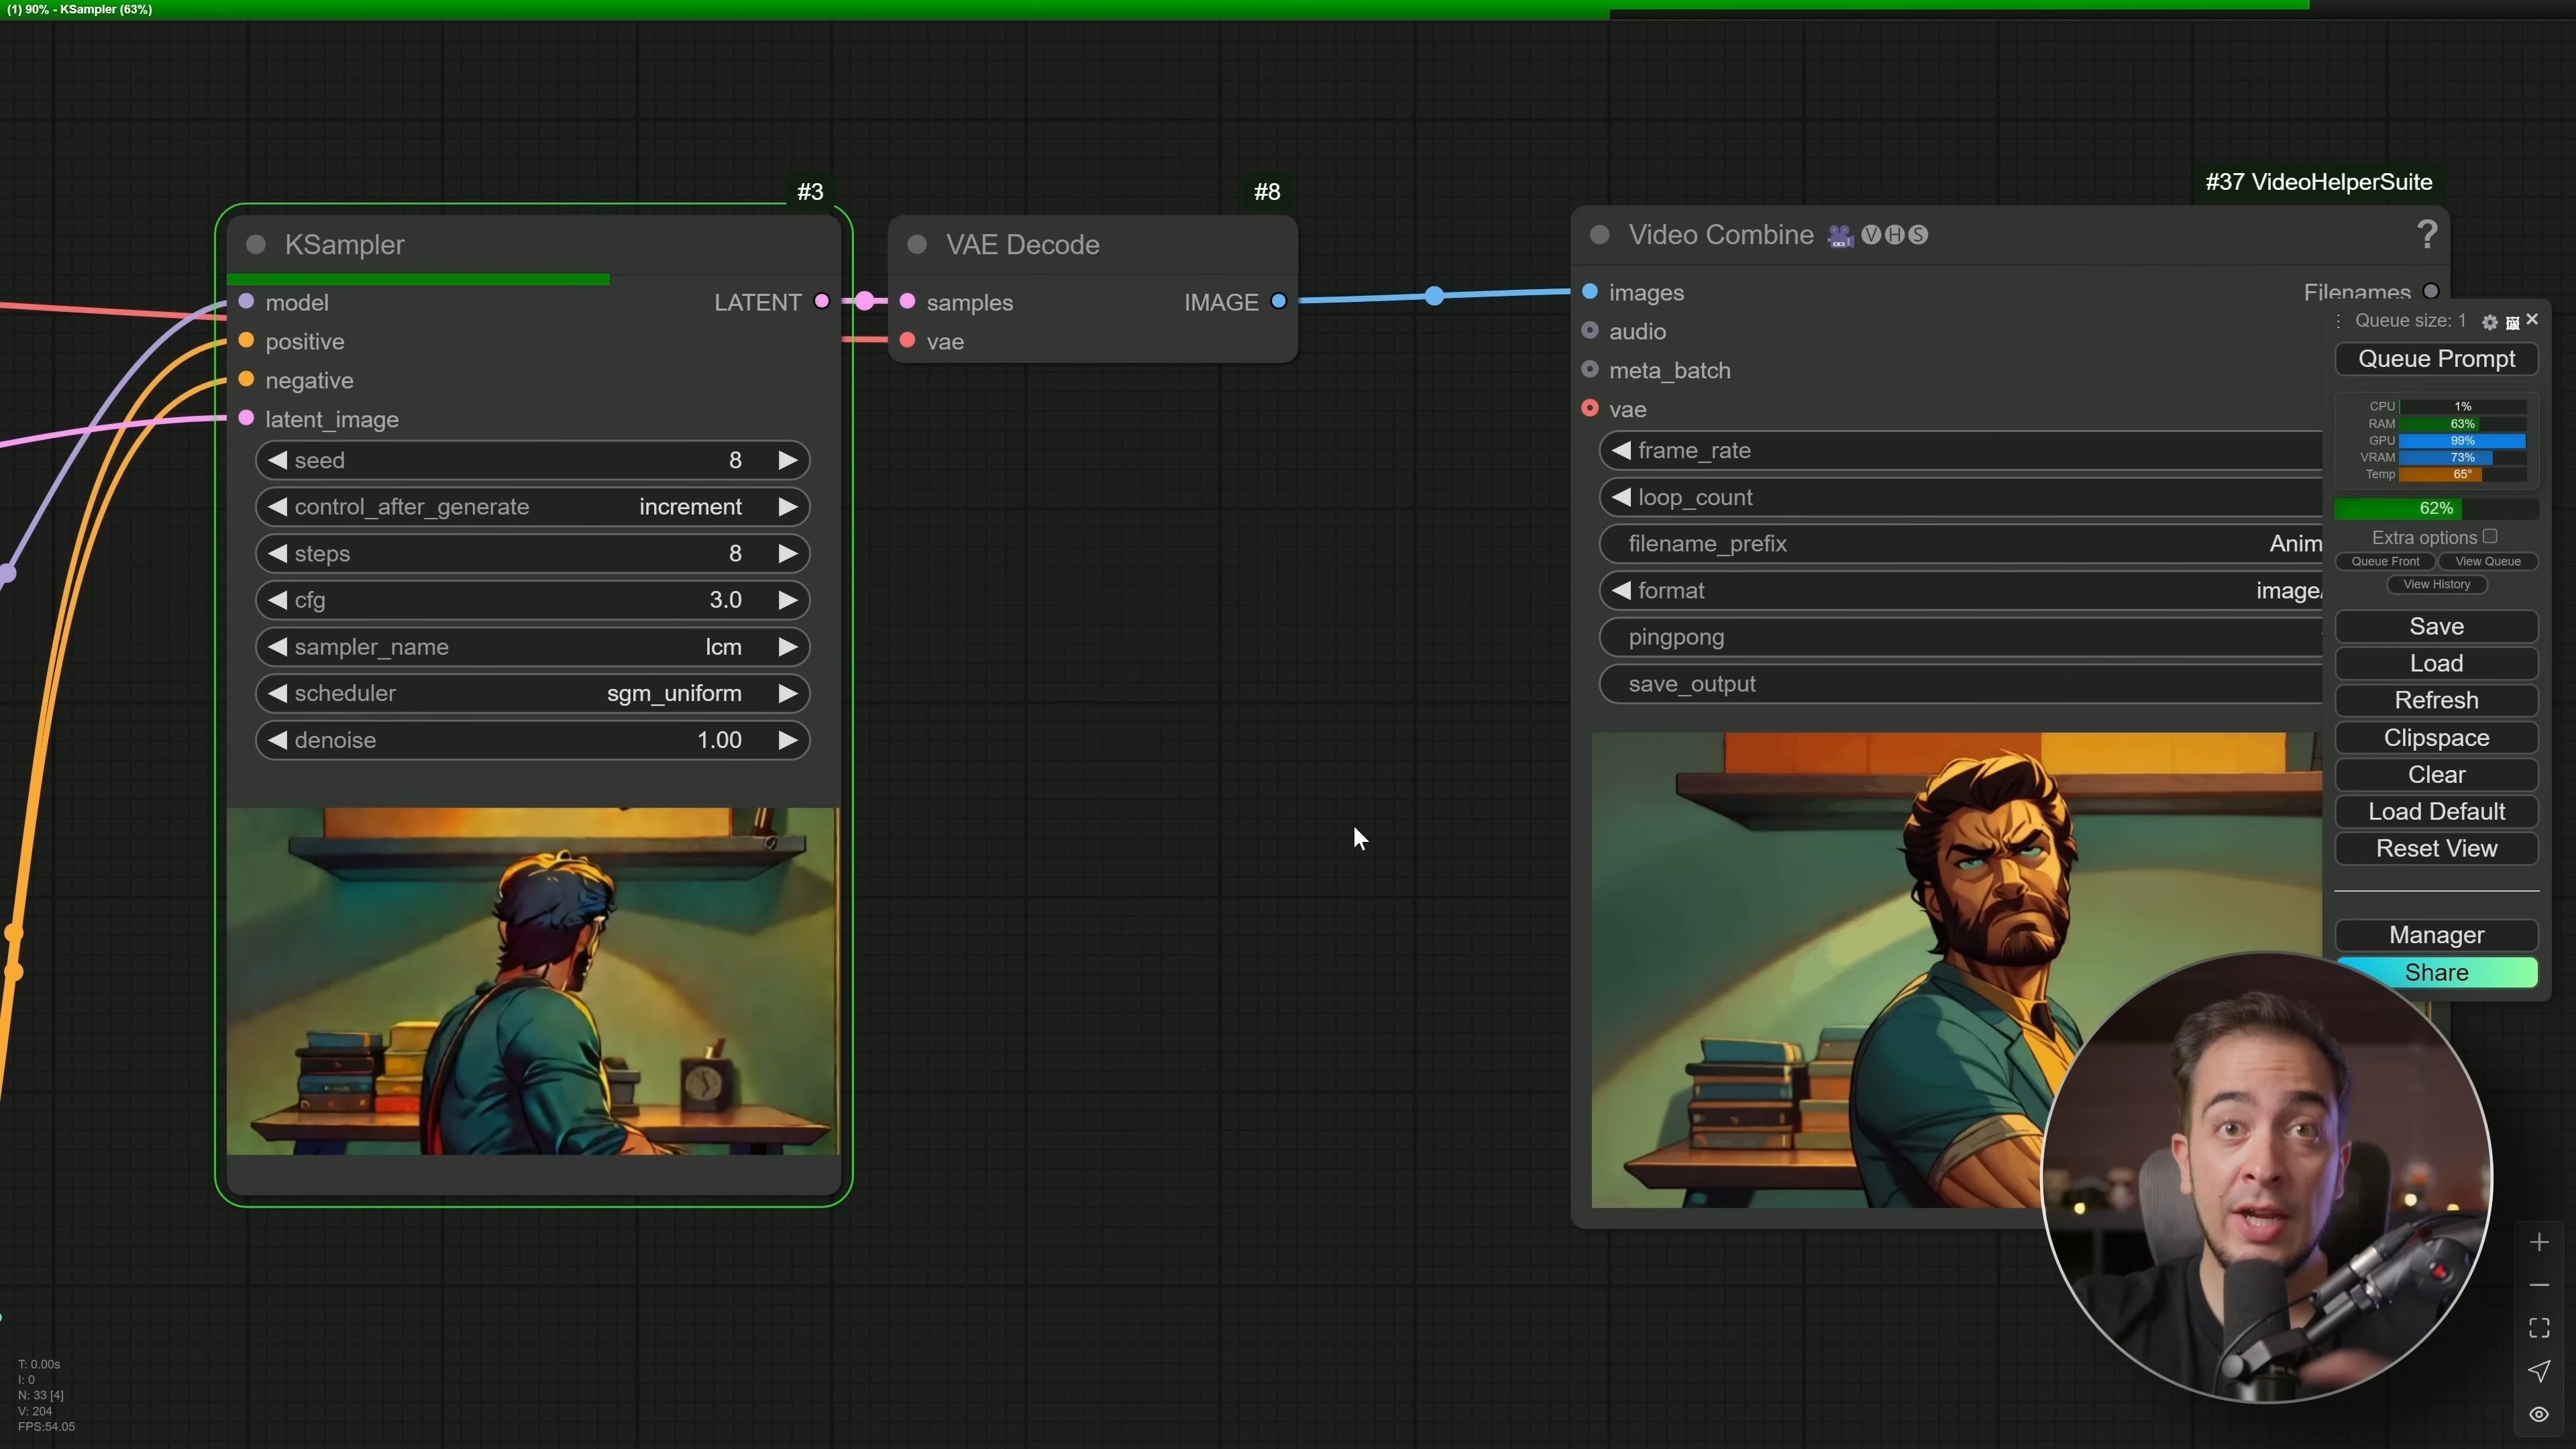 (1) 90% - KSampler (63%)
#3
KSampler
model
LATENT
positive
negative
latent_image
seed 8
control_after_generate increment
steps 8
cfg 3.0
sampler_name lcm
scheduler sgm_uniform
denoise 1.00
#8
VAE Decode
samples
IMAGE
vae
#37 VideoHelperSuite
Video Combine 🎥🅥🅗🅢
?
images
Filenames
audio
meta_batch
vae
frame_rate
loop_count
filename_prefix Anim
format image/
pingpong
save_output
Queue size: 1
Queue Prompt
CPU 1%
RAM 63%
GPU 99%
VRAM 73%
Temp 65°
62%
Extra options
Queue Front View Queue
View History
Save
Load
Refresh
Clipspace
Clear
Load Default
Reset View
Manager
Share
T: 0.00s
I: 0
N: 33 [4]
V: 204
FPS:54.05